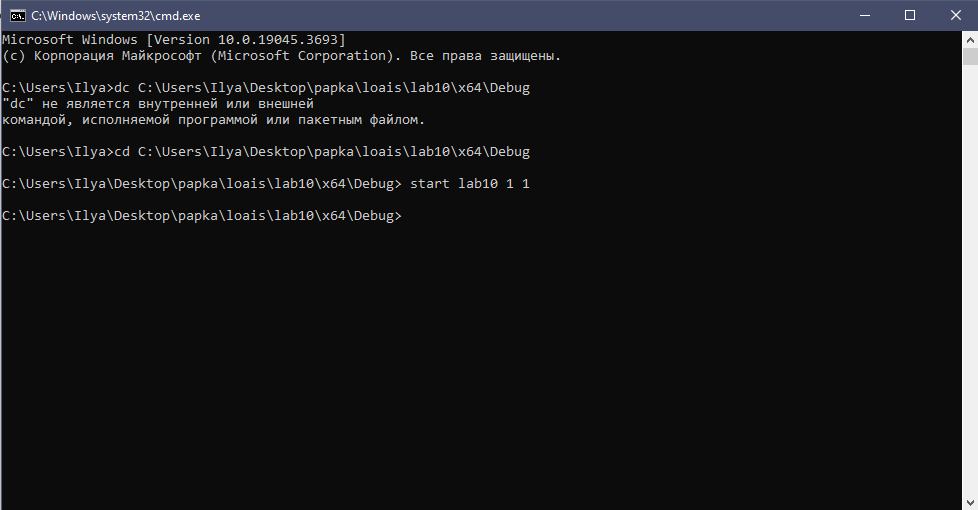 C:\Windows\system32\cmd.exe
Microsoft Windows [Version 10.0.19045.3693]
(c) Корпорация Майкрософт (Microsoft Corporation). Все права защищены.
C:\Users\Ilya>dc C:\Users\Ilya\Desktop\papka\loais\lab10\x64\Debug
"dc" не является внутренней или внешней
командой, исполняемой программой или пакетным файлом.
C:\Users\Ilya>cd C:\Users\Ilya\Desktop\papka\loais\lab10\x64\Debug
C:\Users\Ilya\Desktop\papka\loais\lab10\x64\Debug> start lab10 1 1
C:\Users\Ilya\Desktop\papka\loais\lab10\x64\Debug>